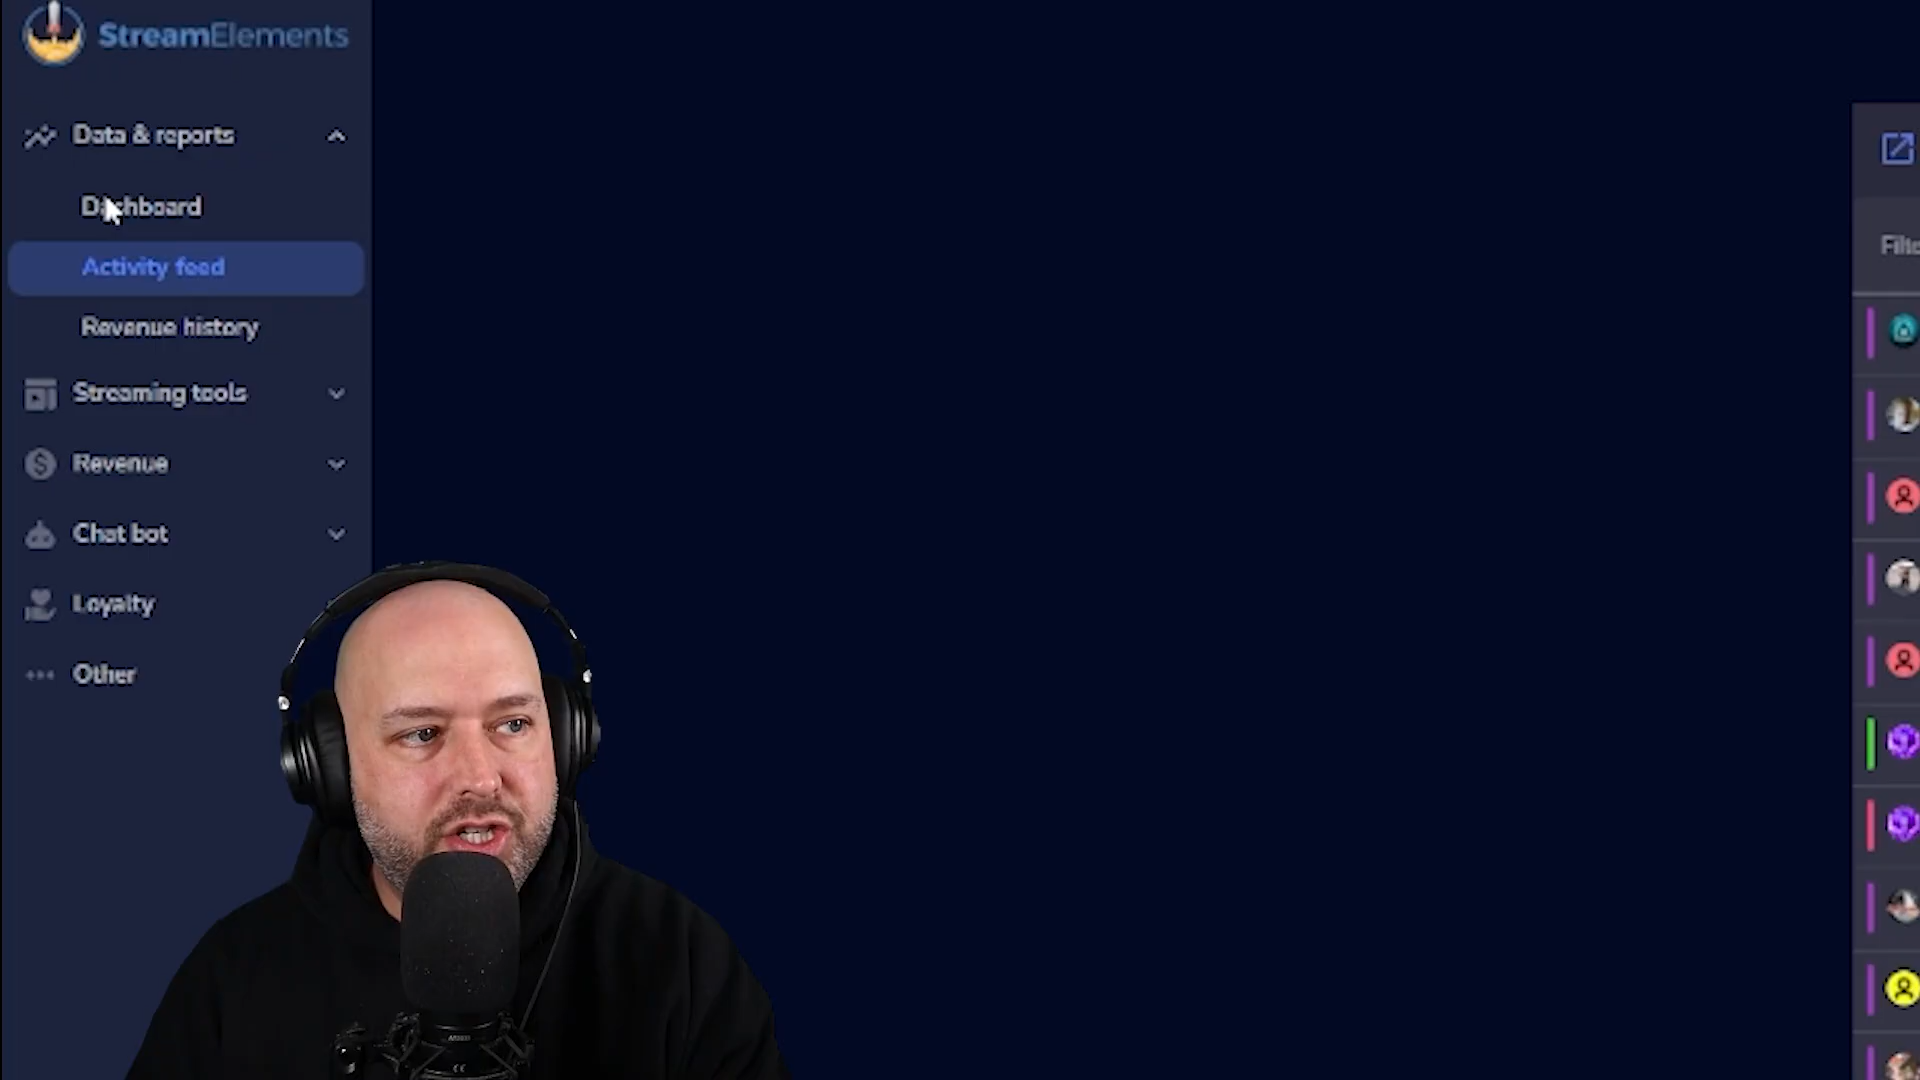 StreamElements
Data & reports
Dashboard
Activity feed
Revenue history
Streaming tools
Revenue
Chat bot
Loyalty
Other